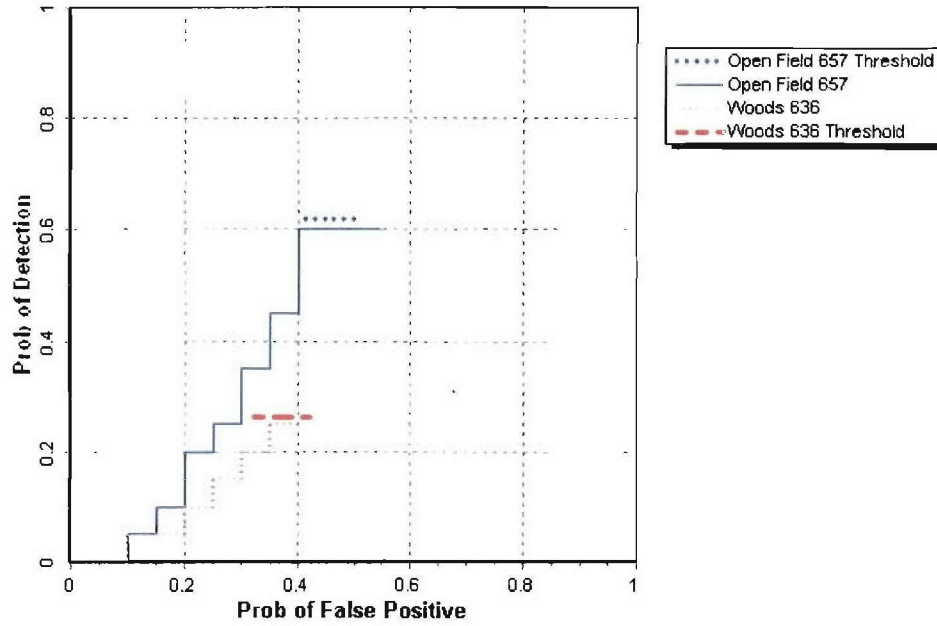 1
0.8
0.6
0.4
0.2
0
Prob of Detection
0
0.2
0.4
0.6
0.8
1
Prob of False Positive
Open Field 657 Threshold
Open Field 657
Woods 636
Woods 636 Threshold